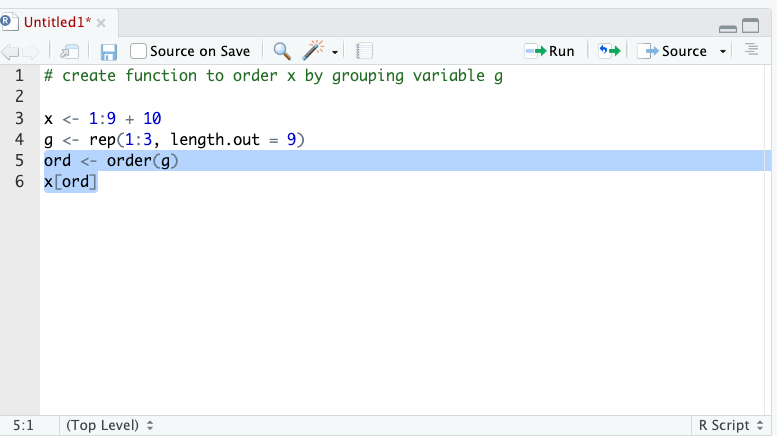 R Untitled1*
Source on Save Run Source
1 # create function to order x by grouping variable g
2
3 x <- 1:9 + 10
4 g <- rep(1:3, length.out = 9)
5 ord <- order(g)
6 x[ord]
5:1 (Top Level) R Script